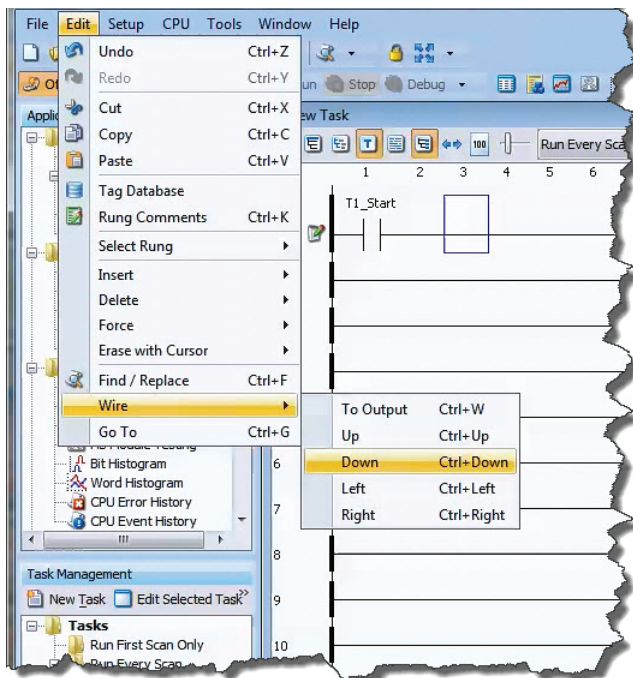 File Edit Setup CPU Tools Window Help
Undo Ctrl+Z
Redo Ctrl+Y
Stop Debug
Cut Ctrl+X
Copy Ctrl+C
Paste Ctrl+V
Tag Database
Rung Comments Ctrl+K
Select Rung
Insert
Delete
Force
Erase with Cursor
Find / Replace Ctrl+F
Wire
Go To Ctrl+G
Task
T 100 Run Every
1 2 3 4 5 6
T1_Start
To Output Ctrl+W
Up Ctrl+Up
Down Ctrl+Down
Left Ctrl+Left
Right Ctrl+Right
Bit Histogram
Word Histogram
CPU Error History
CPU Event History
6
7
8
9
10
Task Management
New Task Edit Selected Task
Tasks
Run First Scan Only
Run Every Scan